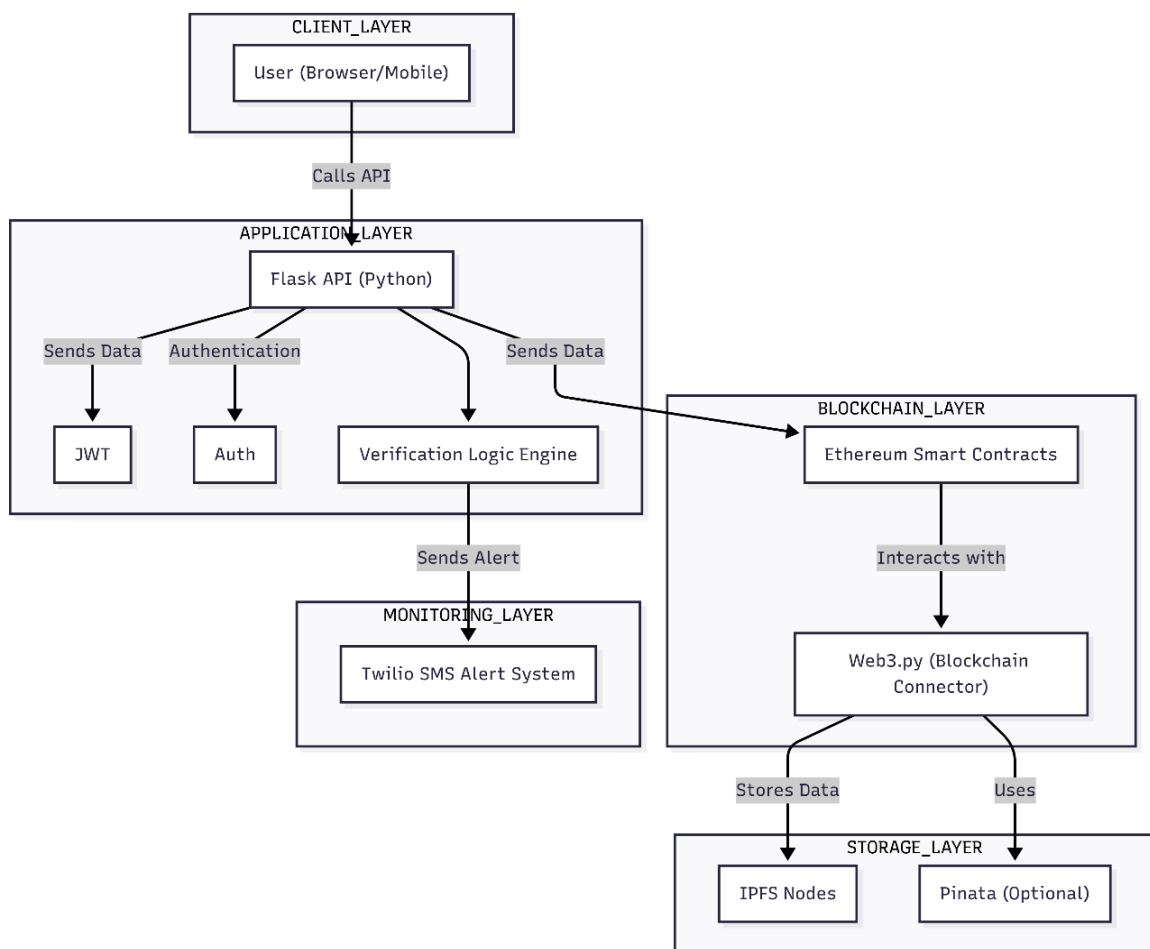 CLIENT_LAYER
User (Browser/Mobile)
Calls API
APPLICATION_LAYER
Flask API (Python)
Sends Data
Authentication
Sends Data
JWT
Auth
Verification Logic Engine
BLOCKCHAIN_LAYER
Ethereum Smart Contracts
Sends Alert
Interacts with
MONITORING_LAYER
Twilio SMS Alert System
Web3.py (Blockchain
Connector)
Stores Data
Uses
STORAGE_LAYER
IPFS Nodes
Pinata (Optional)